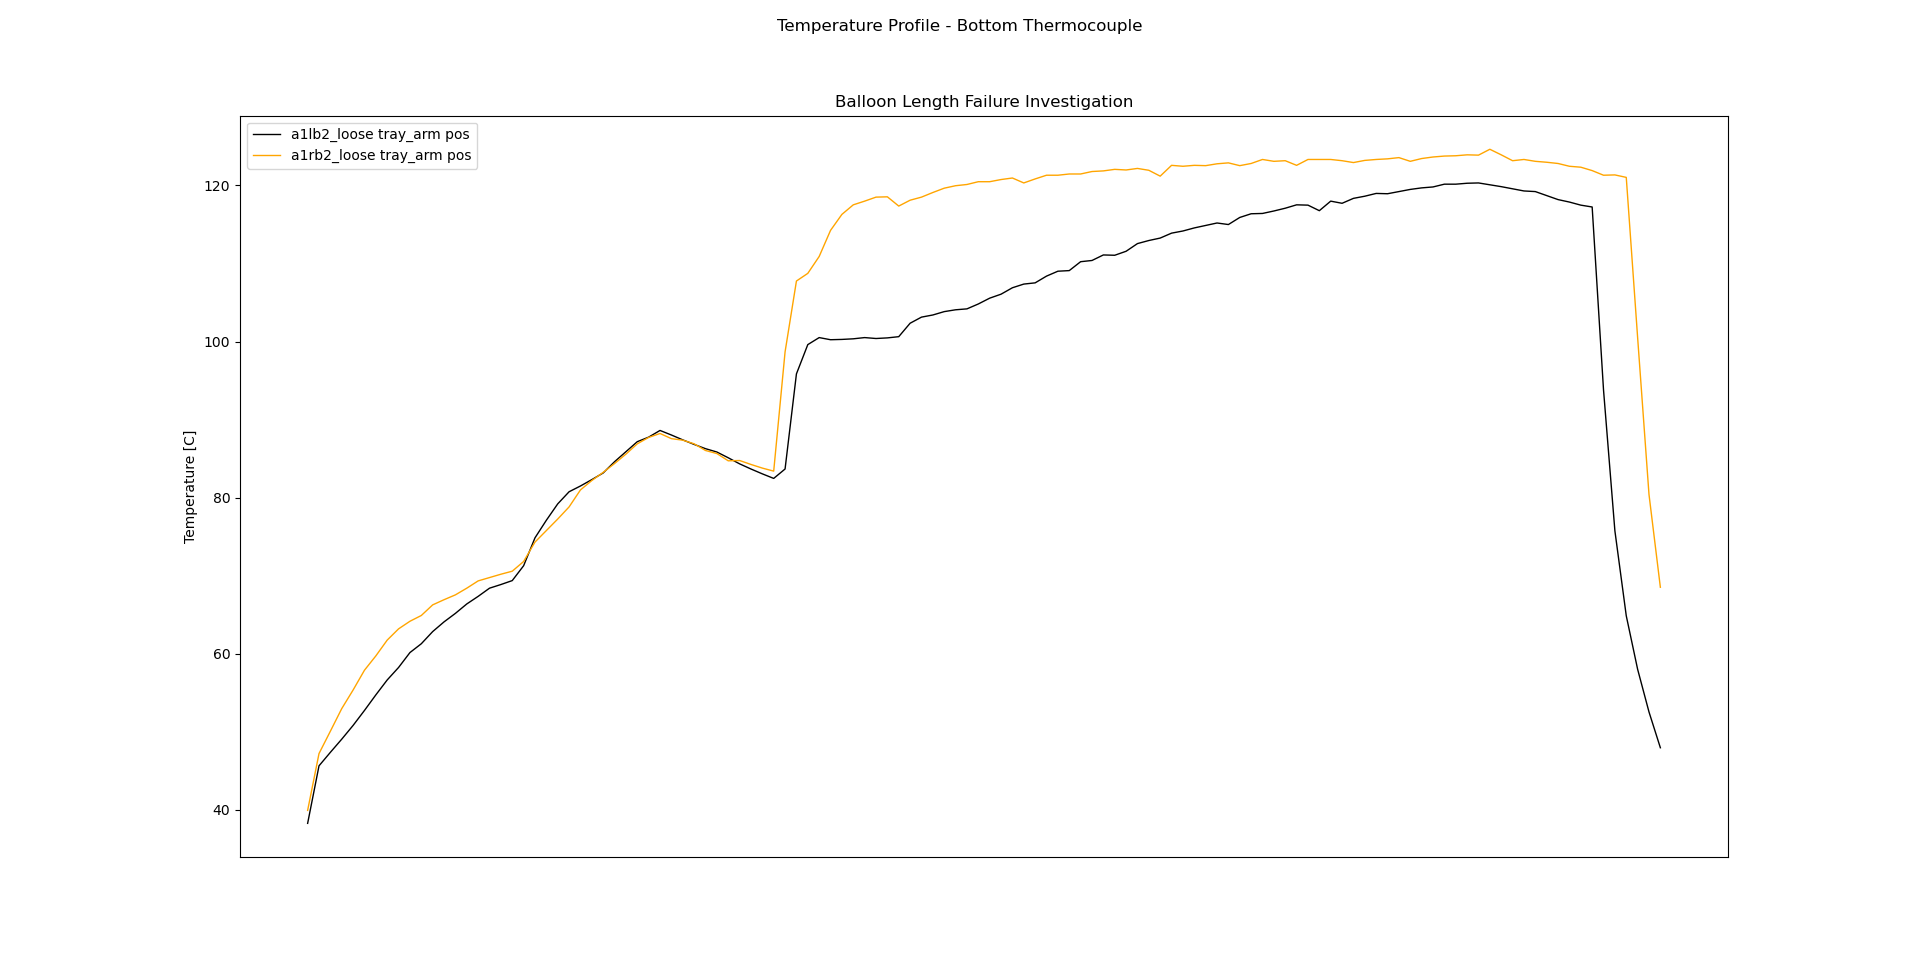 Temperature Profile - Bottom Thermocouple
Balloon Length Failure Investigation
a1lb2_loose tray_arm pos
a1rb2_loose tray_arm pos
120
100
80
60
40
Temperature [C]